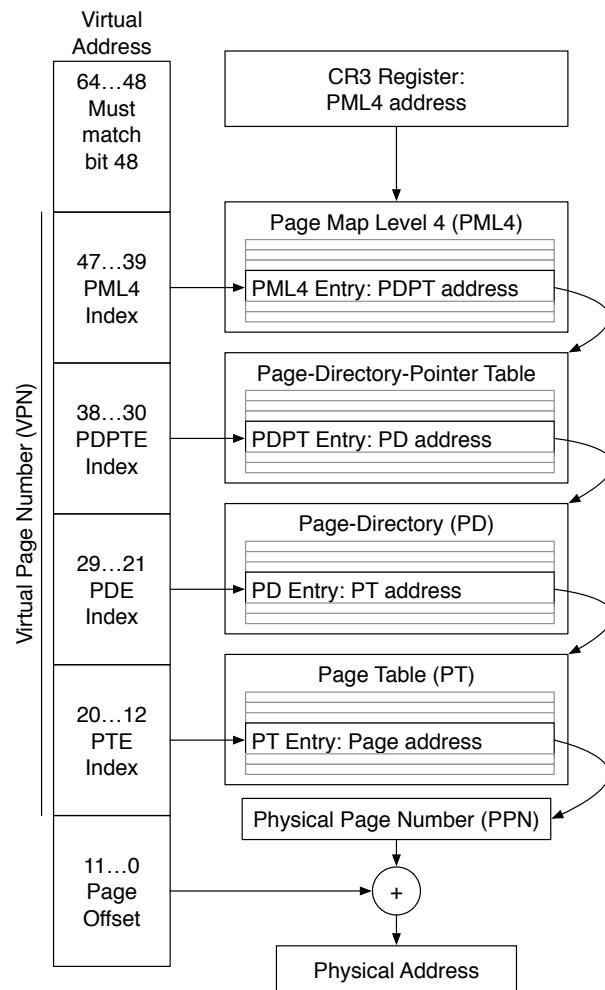 Virtual
Address
64…48
Must
match
bit 48
CR3 Register:
PML4 address
Virtual Page Number (VPN)
47…39
PML4
Index
Page Map Level 4 (PML4)
PML4 Entry: PDPT address
38…30
PDPTE
Index
Page-Directory-Pointer Table
PDPT Entry: PD address
29…21
PDE
Index
Page-Directory (PD)
PD Entry: PT address
20…12
PTE
Index
Page Table (PT)
PT Entry: Page address
Physical Page Number (PPN)
11…0
Page
Offset
+
Physical Address